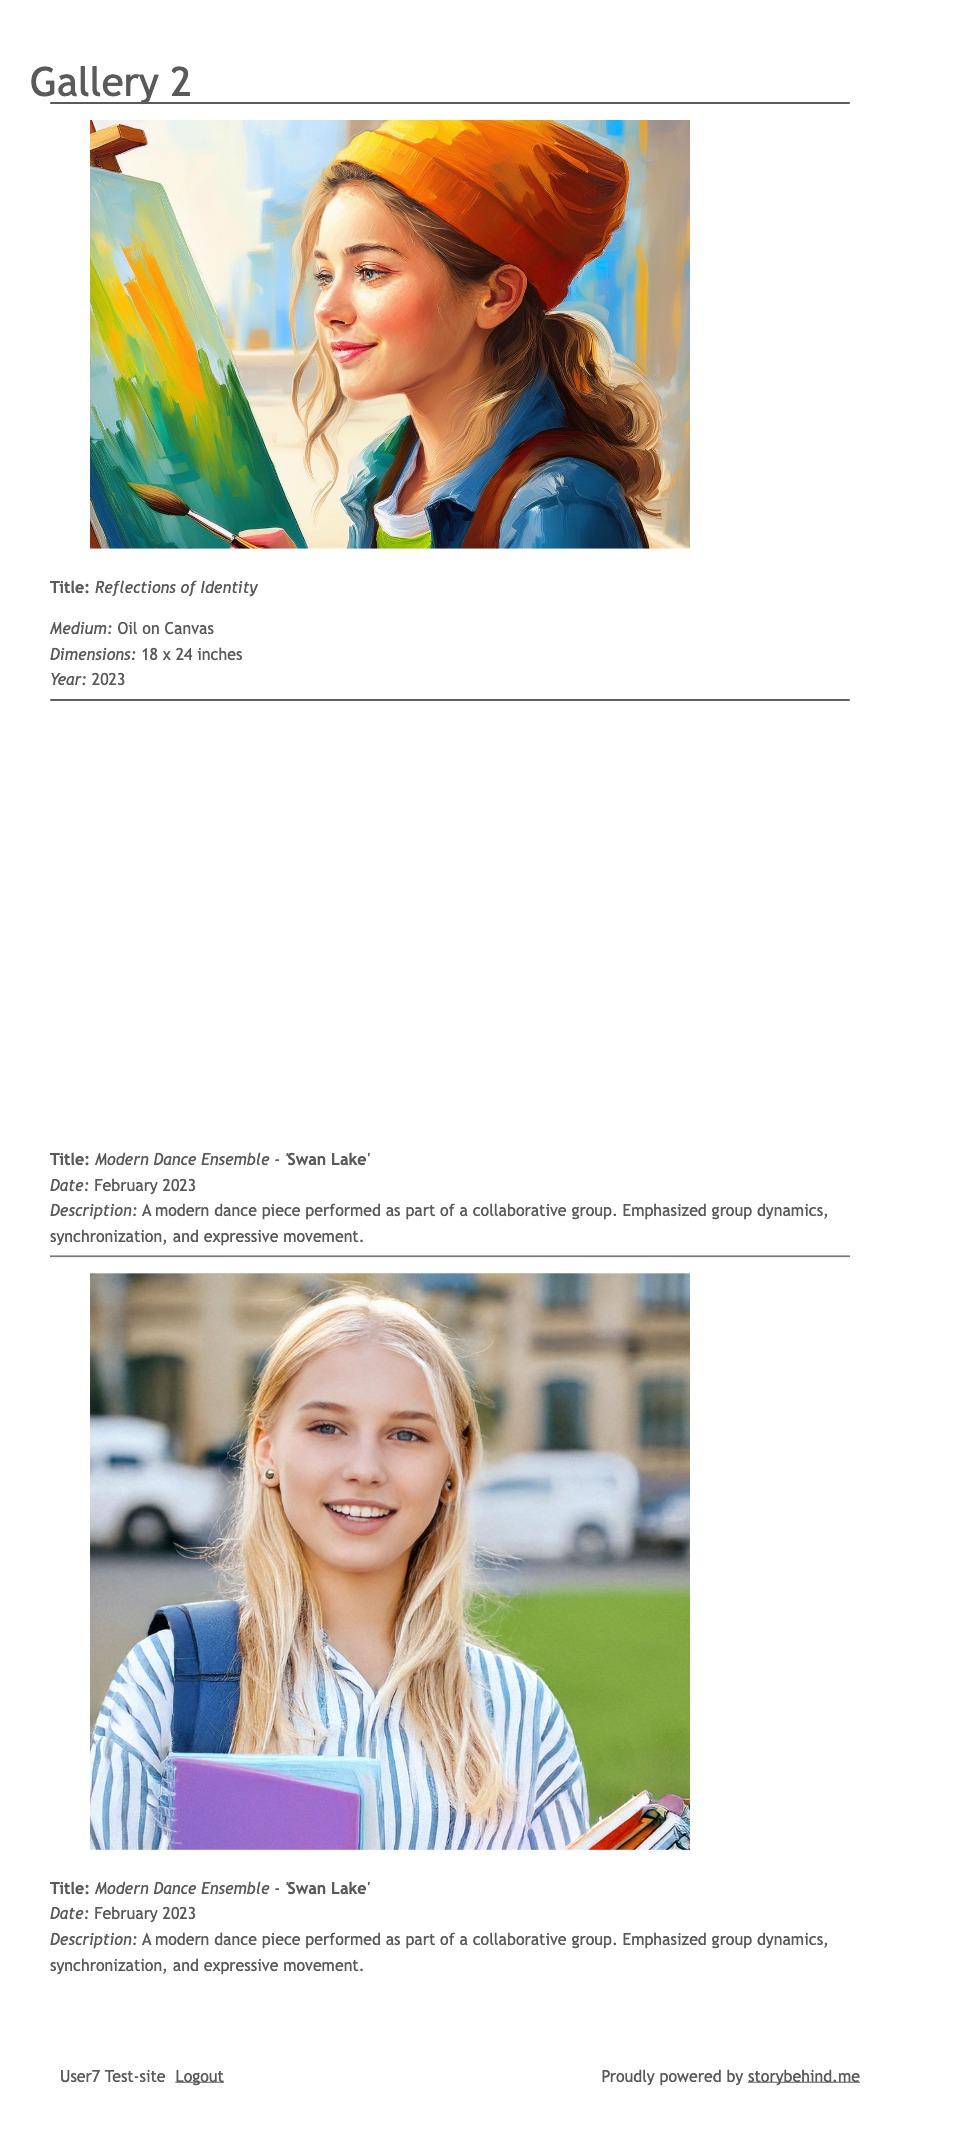 Gallery 2
Title: Reflections of Identity
Medium: Oil on Canvas
Dimensions: 18 x 24 inches
Year: 2023
Title: Modern Dance Ensemble - 'Swan Lake'
Date: February 2023
Description: A modern dance piece performed as part of a collaborative group. Emphasized group dynamics,
synchronization, and expressive movement.
Title: Modern Dance Ensemble - 'Swan Lake'
Date: February 2023
Description: A modern dance piece performed as part of a collaborative group. Emphasized group dynamics,
synchronization, and expressive movement.
User7 Test-site Logout
Proudly powered by storybehind.me